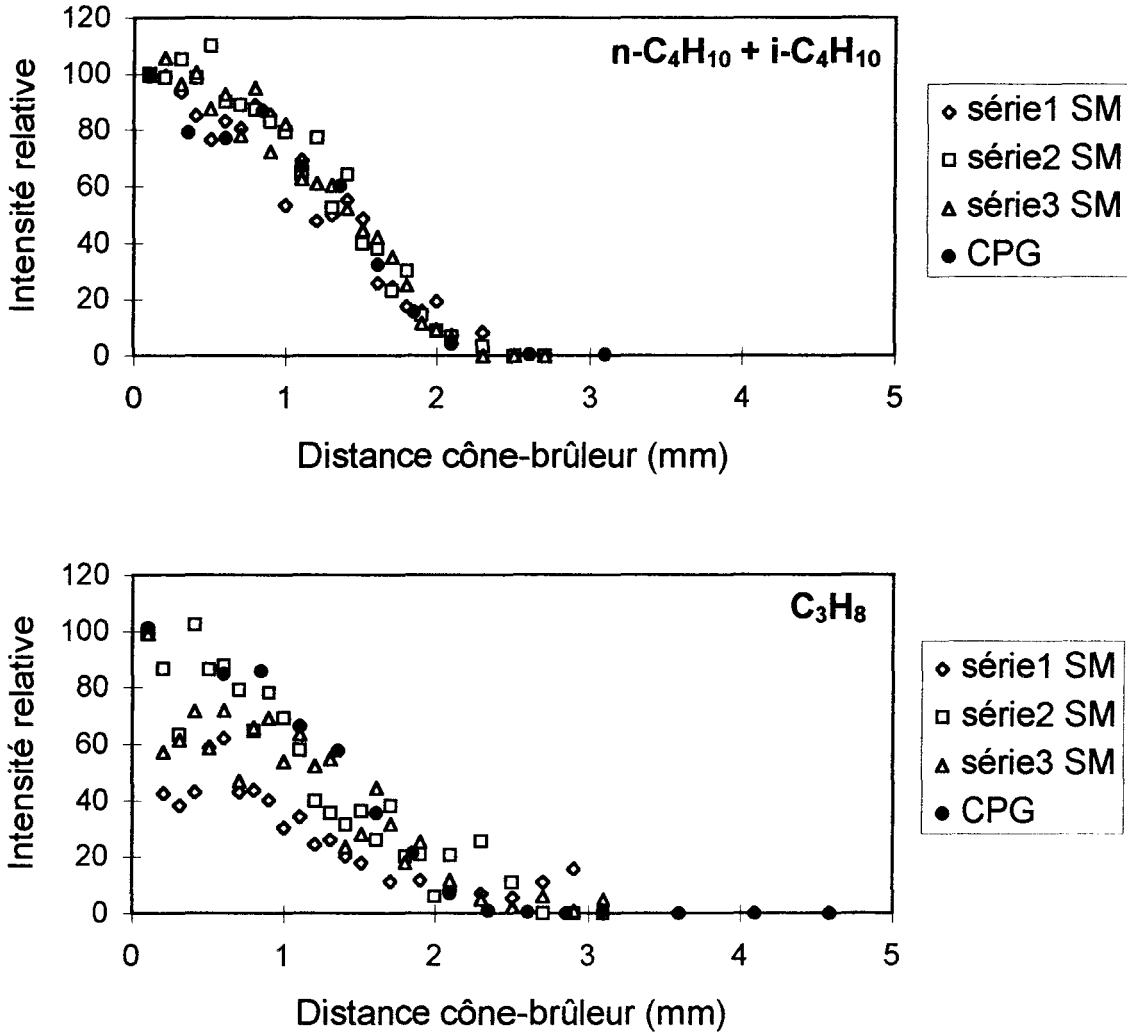 120
100
80
60
40
20
0
Intensité relative
n-C₄H₁₀ + i-C₄H₁₀
0 1 2 3 4 5
Distance cône-brûleur (mm)
série1 SM
série2 SM
série3 SM
CPG
120
100
80
60
40
20
0
Intensité relative
C₃H₈
0 1 2 3 4 5
Distance cône-brûleur (mm)
série1 SM
série2 SM
série3 SM
CPG